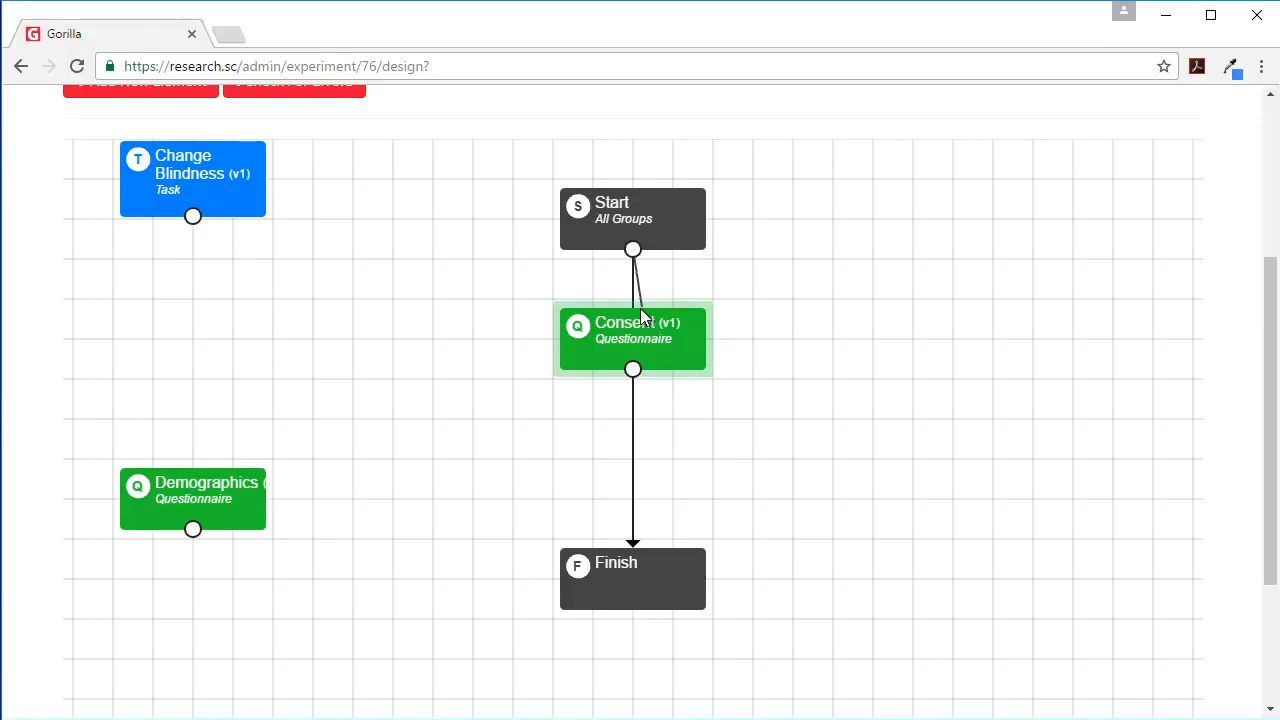 Gorilla
https://research.sc/admin/experiment/76/design?
T
Change
Blindness (v1)
Task
S
Start
All Groups
Q
Consent (v1)
Questionnaire
Q
Demographics (
Questionnaire
F
Finish